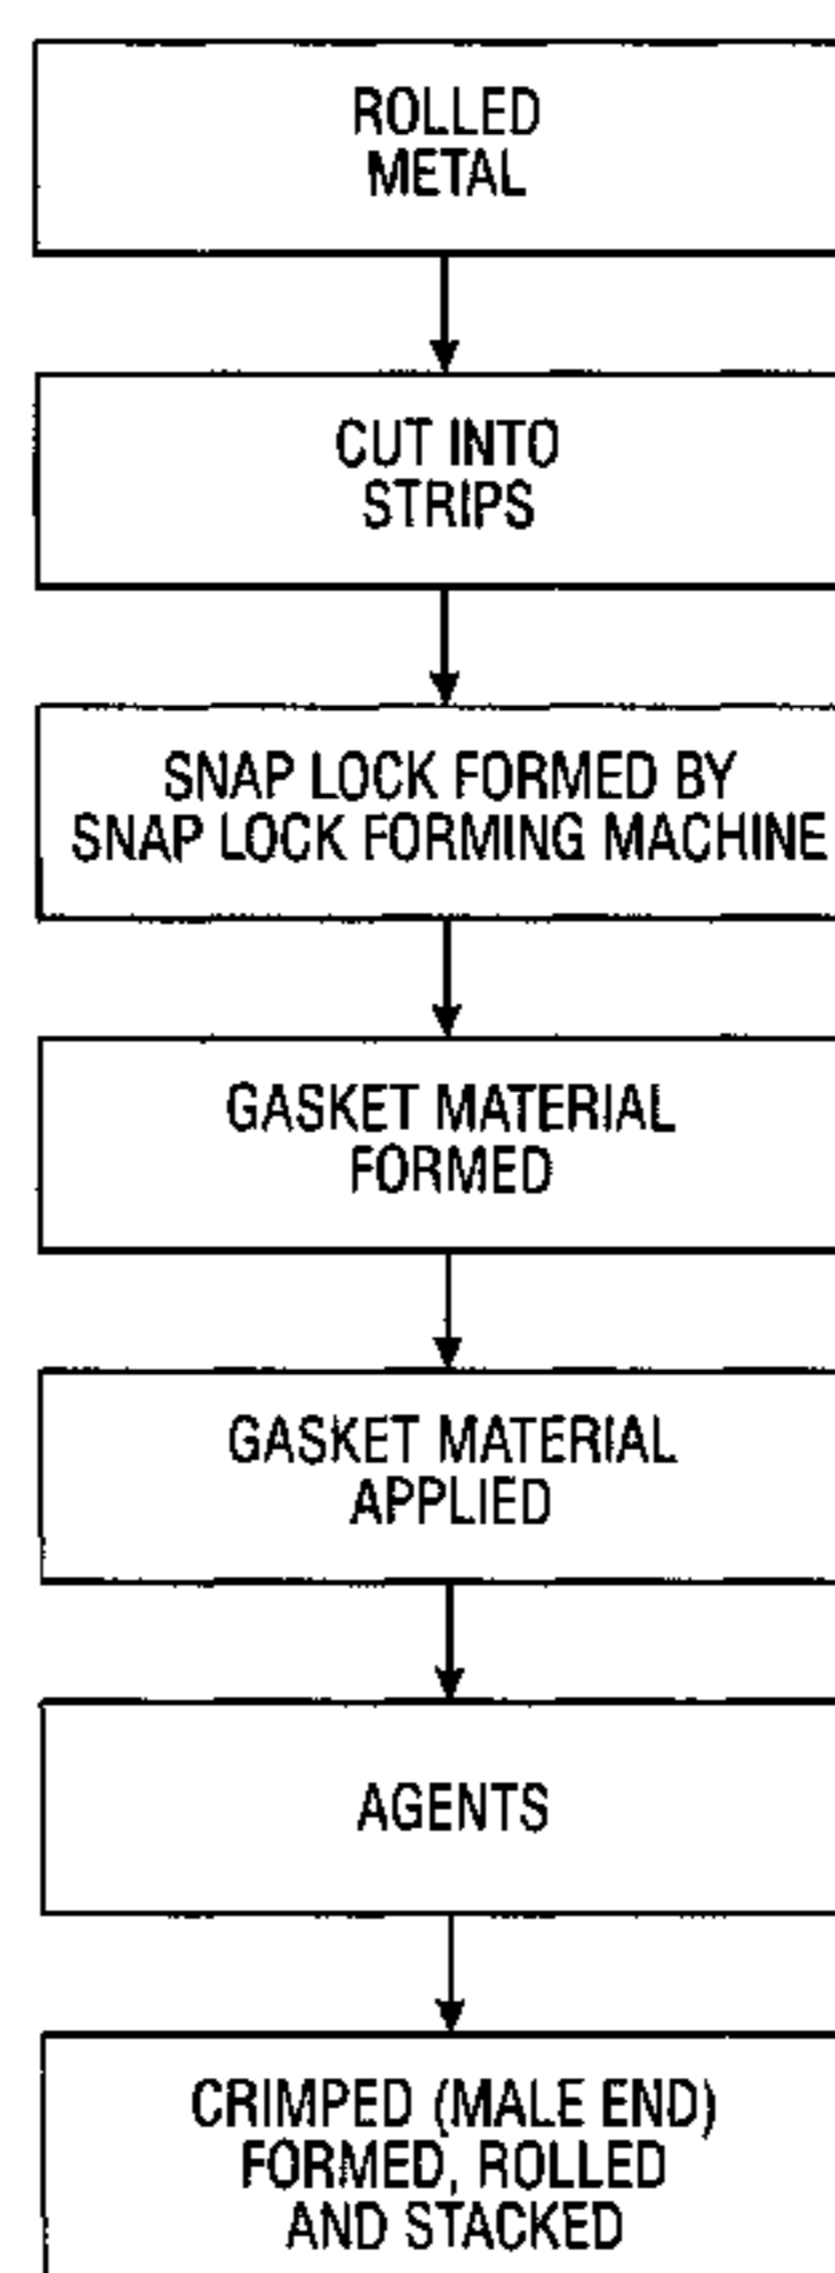 ROLLED
METAL
CUT INTO
STRIPS
SNAP LOCK FORMED BY
SNAP LOCK FORMING MACHINE
GASKET MATERIAL
FORMED
GASKET MATERIAL
APPLIED
AGENTS
CRIMPED (MALE END)
FORMED, ROLLED
AND STACKED